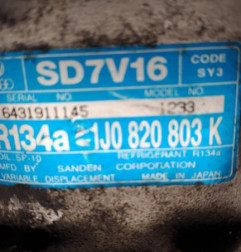 SD7V16
CODE
SY3
SERIAL NO
MODEL NO
6431911145
1233
R134a 1J0 820 803 K
OIL SP-10
REFRIGERANT R134a
MFD BY SANDEN CORPORATION
VARIABLE DISPLACEMENT MADE IN JAPAN